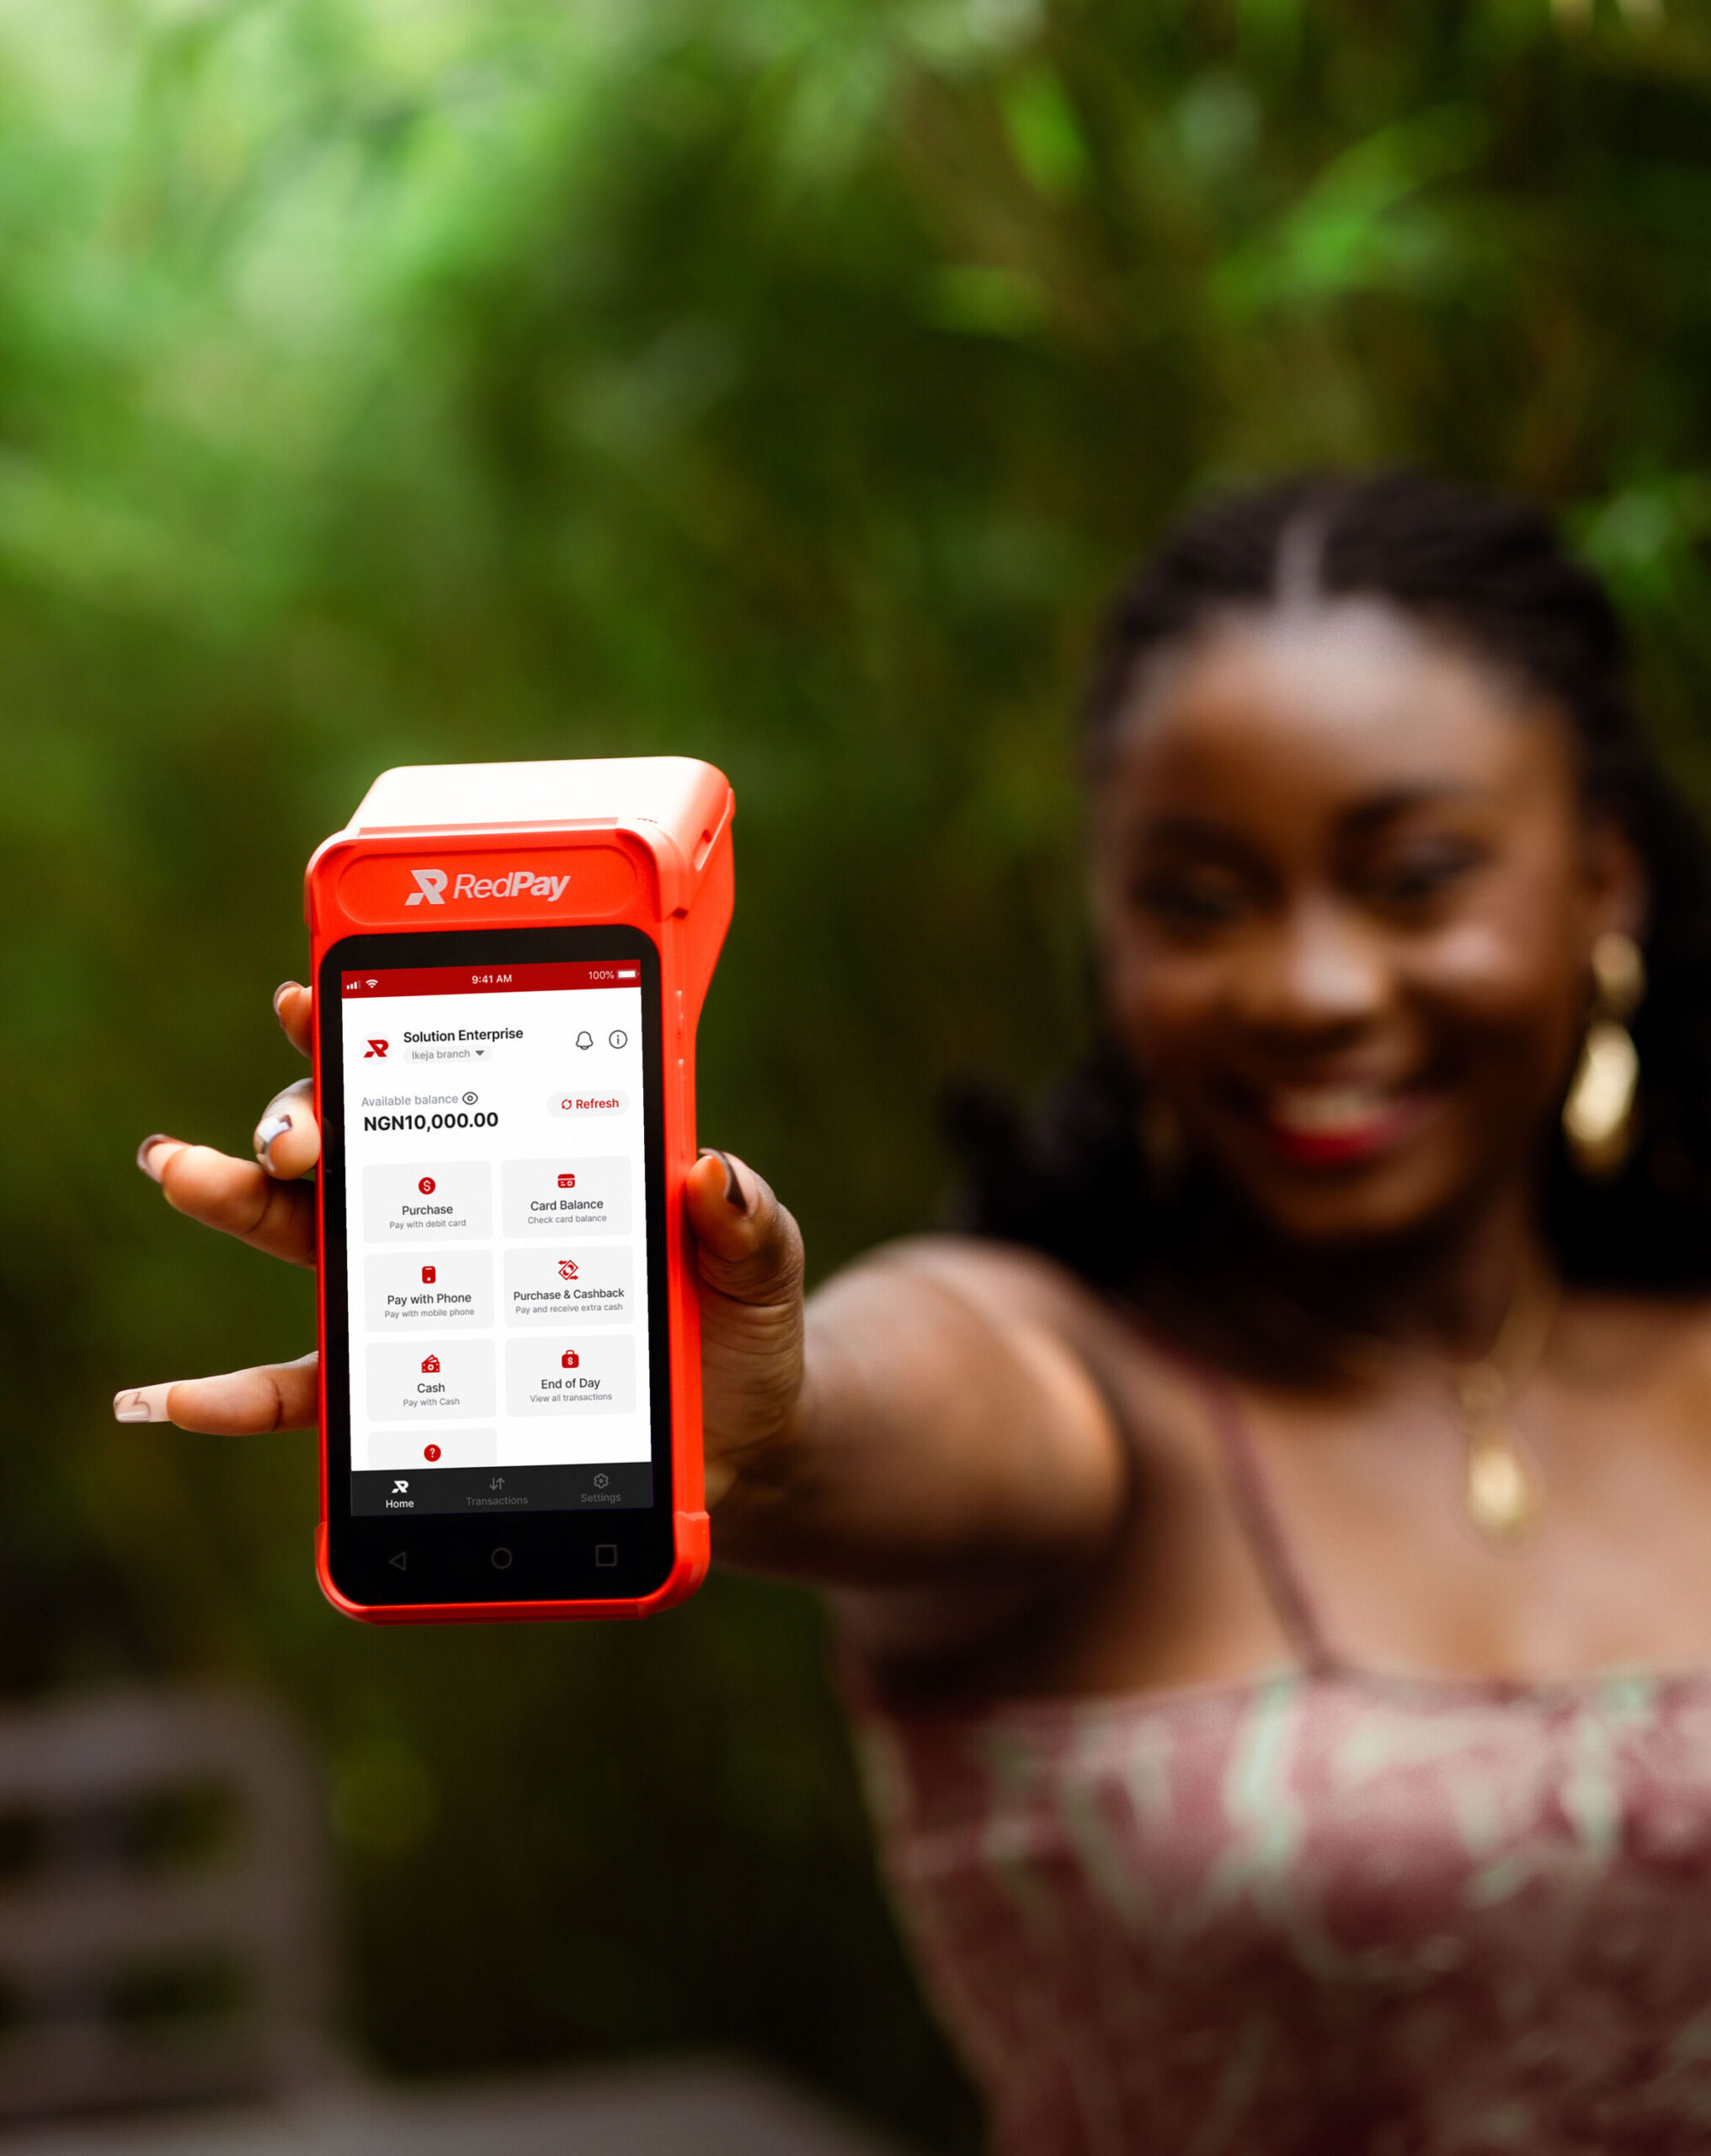 RedPay
9:41 AM
100%
Solution Enterprise
Ikeja branch
Available balance
NGN10,000.00
Refresh
Purchase
Pay with debit card
Card Balance
Check card balance
Pay with Phone
Pay with mobile phone
Purchase & Cashback
Pay and receive extra cash
Cash
Pay with Cash
End of Day
View all transactions
Home
Transactions
Settings